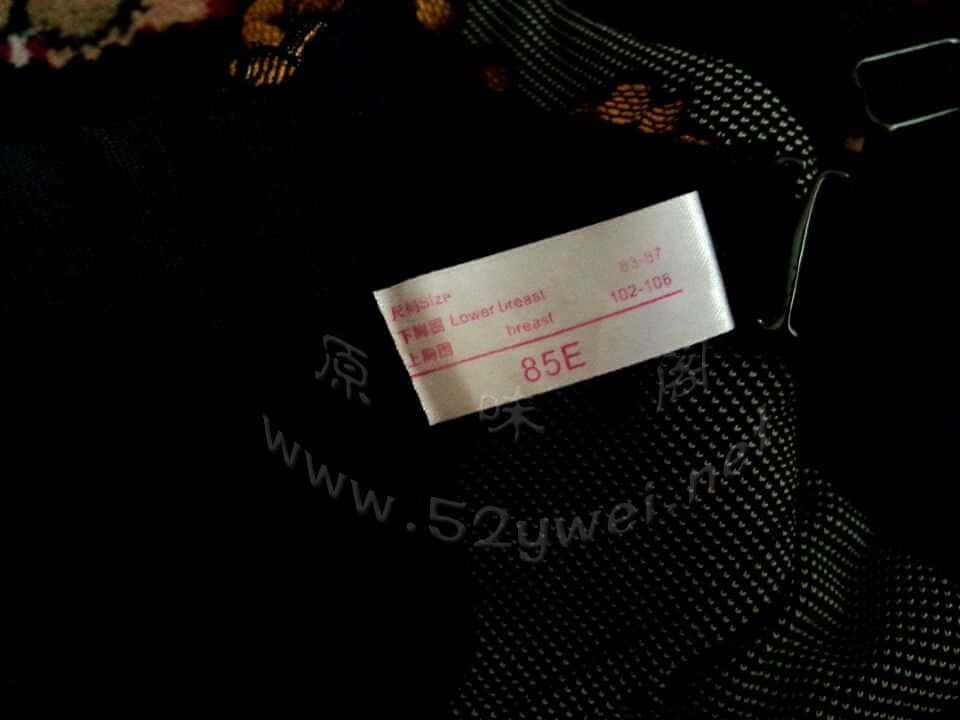 尺码Size
下胸围 Lower breast 83-87
上胸围 breast 102-106
85E
原味阁
www.52ywei.net